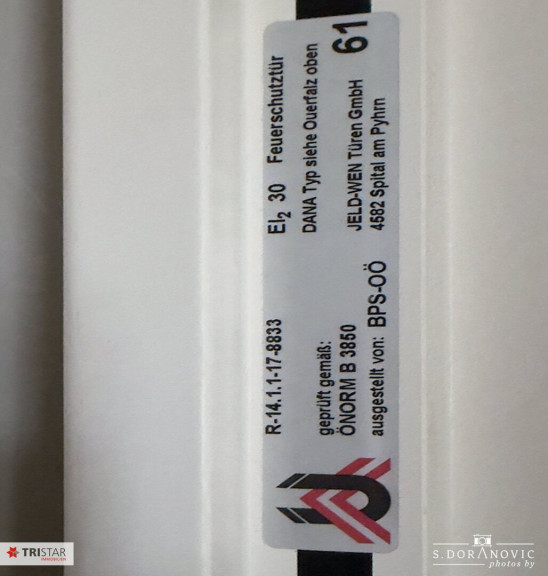 R-14.1.1-17-8833
geprüft gemäß:
ÖNORM B 3850
ausgestellt von: BPS-OÖ
EI₂ 30 Feuerschutztür
DANA Typ siehe Querfalz oben
JELD-WEN Türen GmbH
4582 Spital am Pyhrn
61
TRISTAR
IMMOBILIEN
S.DORANOVIC
photos by